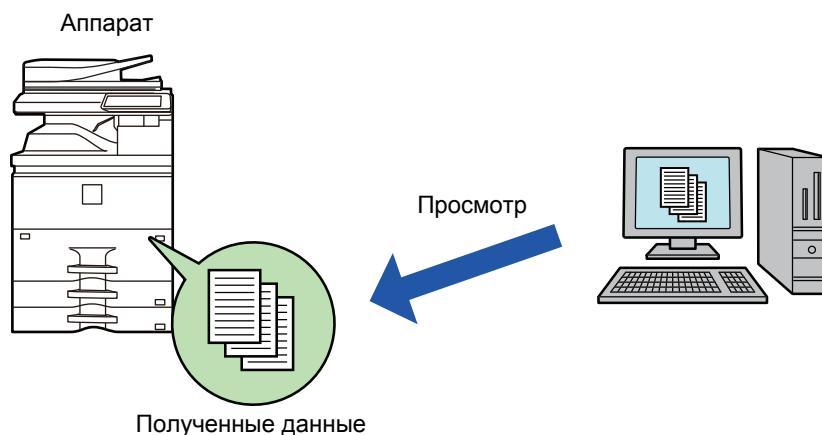 Аппарат
Просмотр
Полученные данные